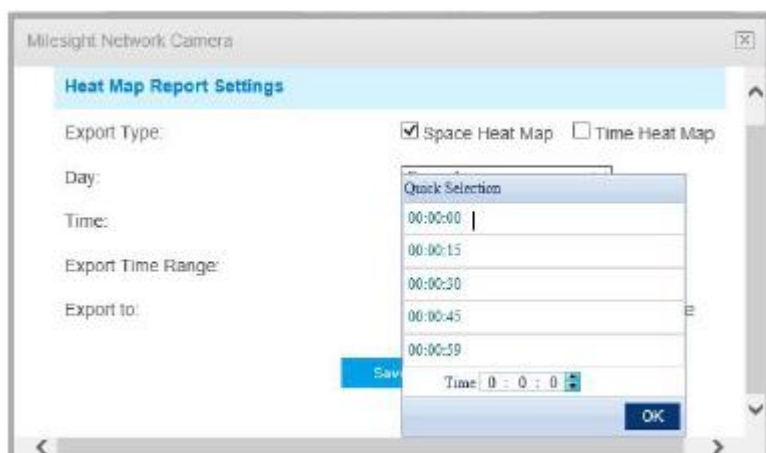 Milesight Network Camera
Heat Map Report Settings
Export Type: Space Heat Map Time Heat Map
Day:
Quick Selection
Time:
00:00:00
00:00:15
Export Time Range:
00:00:30
Export to:
00:00:45
00:00:59
Time 0 : 0 : 0
OK